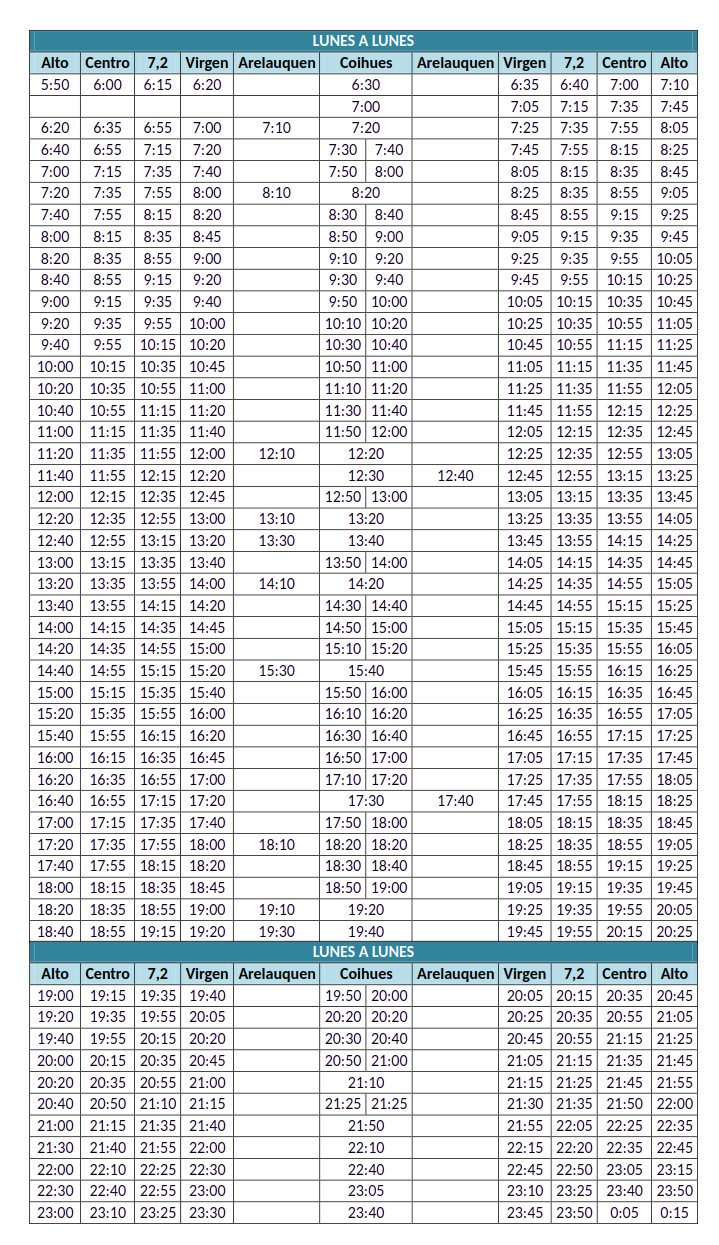 LUNES A LUNES
Alto Centro 7,2 Virgen Arelauquen Coihues Arelauquen Virgen 7,2 Centro Alto
5:50 6:00 6:15 6:20 6:30 6:35 6:40 7:00 7:10
7:00 7:05 7:15 7:35 7:45
6:20 6:35 6:55 7:00 7:10 7:20 7:25 7:35 7:55 8:05
6:40 6:55 7:15 7:20 7:30 7:40 7:45 7:55 8:15 8:25
7:00 7:15 7:35 7:40 7:50 8:00 8:05 8:15 8:35 8:45
7:20 7:35 7:55 8:00 8:10 8:20 8:25 8:35 8:55 9:05
7:40 7:55 8:15 8:20 8:30 8:40 8:45 8:55 9:15 9:25
8:00 8:15 8:35 8:45 8:50 9:00 9:05 9:15 9:35 9:45
8:20 8:35 8:55 9:00 9:10 9:20 9:25 9:35 9:55 10:05
8:40 8:55 9:15 9:20 9:30 9:40 9:45 9:55 10:15 10:25
9:00 9:15 9:35 9:40 9:50 10:00 10:05 10:15 10:35 10:45
9:20 9:35 9:55 10:00 10:10 10:20 10:25 10:35 10:55 11:05
9:40 9:55 10:15 10:20 10:30 10:40 10:45 10:55 11:15 11:25
10:00 10:15 10:35 10:45 10:50 11:00 11:05 11:15 11:35 11:45
10:20 10:35 10:55 11:00 11:10 11:20 11:25 11:35 11:55 12:05
10:40 10:55 11:15 11:20 11:30 11:40 11:45 11:55 12:15 12:25
11:00 11:15 11:35 11:40 11:50 12:00 12:05 12:15 12:35 12:45
11:20 11:35 11:55 12:00 12:10 12:20 12:25 12:35 12:55 13:05
11:40 11:55 12:15 12:20 12:30 12:40 12:45 12:55 13:15 13:25
12:00 12:15 12:35 12:45 12:50 13:00 13:05 13:15 13:35 13:45
12:20 12:35 12:55 13:00 13:10 13:20 13:25 13:35 13:55 14:05
12:40 12:55 13:15 13:20 13:30 13:40 13:45 13:55 14:15 14:25
13:00 13:15 13:35 13:40 13:50 14:00 14:05 14:15 14:35 14:45
13:20 13:35 13:55 14:00 14:10 14:20 14:25 14:35 14:55 15:05
13:40 13:55 14:15 14:20 14:30 14:40 14:45 14:55 15:15 15:25
14:00 14:15 14:35 14:45 14:50 15:00 15:05 15:15 15:35 15:45
14:20 14:35 14:55 15:00 15:10 15:20 15:25 15:35 15:55 16:05
14:40 14:55 15:15 15:20 15:30 15:40 15:45 15:55 16:15 16:25
15:00 15:15 15:35 15:40 15:50 16:00 16:05 16:15 16:35 16:45
15:20 15:35 15:55 16:00 16:10 16:20 16:25 16:35 16:55 17:05
15:40 15:55 16:15 16:20 16:30 16:40 16:45 16:55 17:15 17:25
16:00 16:15 16:35 16:45 16:50 17:00 17:05 17:15 17:35 17:45
16:20 16:35 16:55 17:00 17:10 17:20 17:25 17:35 17:55 18:05
16:40 16:55 17:15 17:20 17:30 17:40 17:45 17:55 18:15 18:25
17:00 17:15 17:35 17:40 17:50 18:00 18:05 18:15 18:35 18:45
17:20 17:35 17:55 18:00 18:10 18:20 18:20 18:25 18:35 18:55 19:05
17:40 17:55 18:15 18:20 18:30 18:40 18:45 18:55 19:15 19:25
18:00 18:15 18:35 18:45 18:50 19:00 19:05 19:15 19:35 19:45
18:20 18:35 18:55 19:00 19:10 19:20 19:25 19:35 19:55 20:05
18:40 18:55 19:15 19:20 19:30 19:40 19:45 19:55 20:15 20:25
LUNES A LUNES
Alto Centro 7,2 Virgen Arelauquen Coihues Arelauquen Virgen 7,2 Centro Alto
19:00 19:15 19:35 19:40 19:50 20:00 20:05 20:15 20:35 20:45
19:20 19:35 19:55 20:05 20:20 20:20 20:25 20:35 20:55 21:05
19:40 19:55 20:15 20:20 20:30 20:40 20:45 20:55 21:15 21:25
20:00 20:15 20:35 20:45 20:50 21:00 21:05 21:15 21:35 21:45
20:20 20:35 20:55 21:00 21:10 21:15 21:25 21:45 21:55
20:40 20:50 21:10 21:15 21:25 21:25 21:30 21:35 21:50 22:00
21:00 21:15 21:35 21:40 21:50 21:55 22:05 22:25 22:35
21:30 21:40 21:55 22:00 22:10 22:15 22:20 22:35 22:45
22:00 22:10 22:25 22:30 22:40 22:45 22:50 23:05 23:15
22:30 22:40 22:55 23:00 23:05 23:10 23:25 23:40 23:50
23:00 23:10 23:25 23:30 23:40 23:45 23:50 0:05 0:15